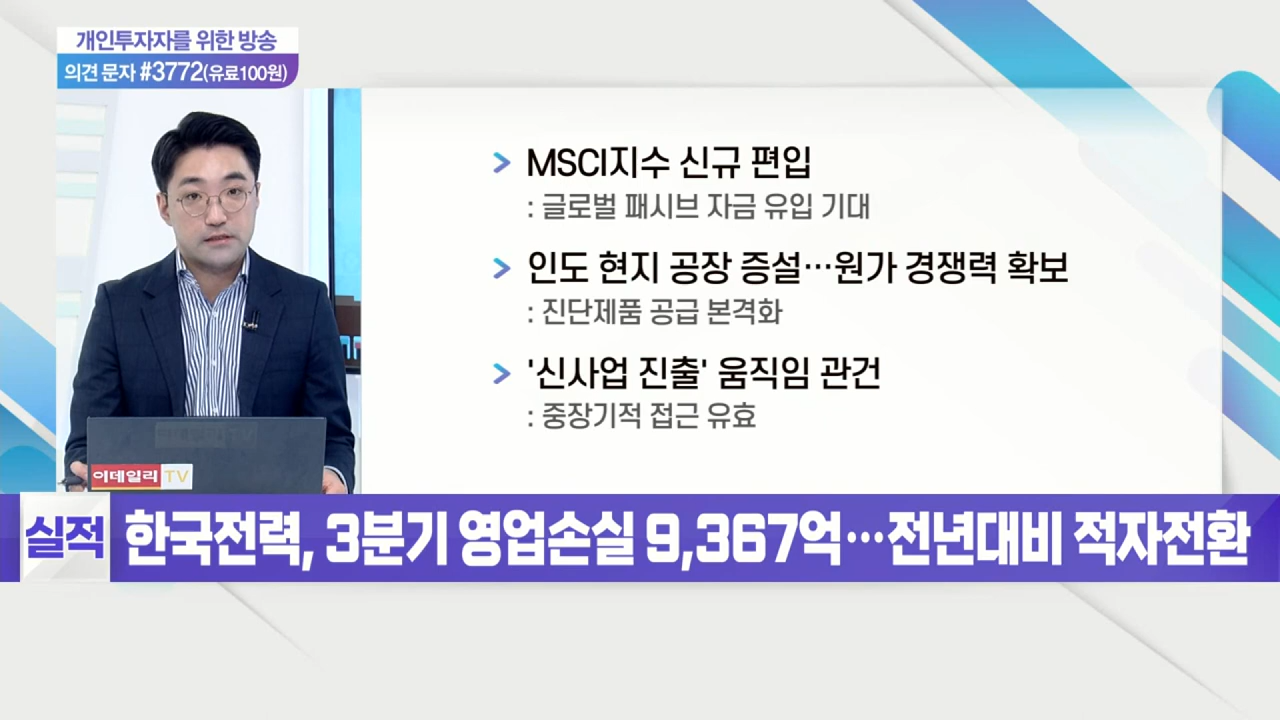 개인투자자를 위한 방송
의견 문자 #3772(유료100원)
> MSCI지수 신규 편입
: 글로벌 패시브 자금 유입 기대
> 인도 현지 공장 증설…원가 경쟁력 확보
: 진단제품 공급 본격화
> '신사업 진출' 움직임 관건
: 중장기적 접근 유효
이데일리 TV
실적 한국전력, 3분기 영업손실 9,367억…전년대비 적자전환